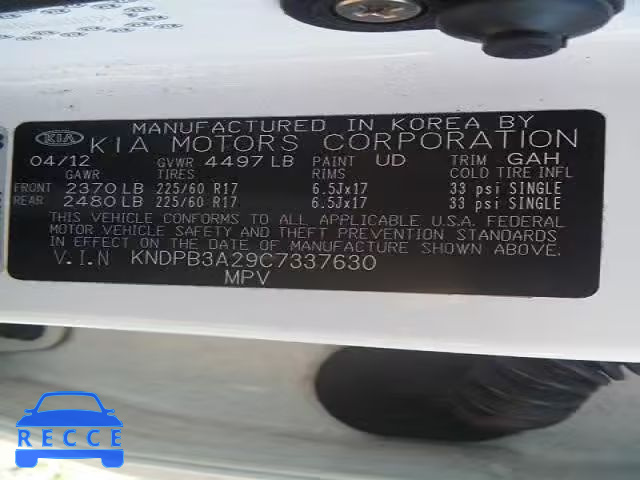 MANUFACTURED IN KOREA BY
KIA KIA MOTORS CORPORATION
04/12 GVWR 4497 LB PAINT UD TRIM GAH
GAWR TIRES RIMS COLD TIRE INFL
FRONT 2370 LB 225/60 R17 6.5Jx17 33 psi SINGLE
REAR 2480 LB 225/60 R17 6.5Jx17 33 psi SINGLE
THIS VEHICLE CONFORMS TO ALL APPLICABLE U.S.A. FEDERAL
MOTOR VEHICLE SAFETY AND THEFT PREVENTION STANDARDS
IN EFFECT ON THE DATE OF MANUFACTURE SHOWN ABOVE.
V.I.N KNDPB3A29C7337630
MPV
RECCE